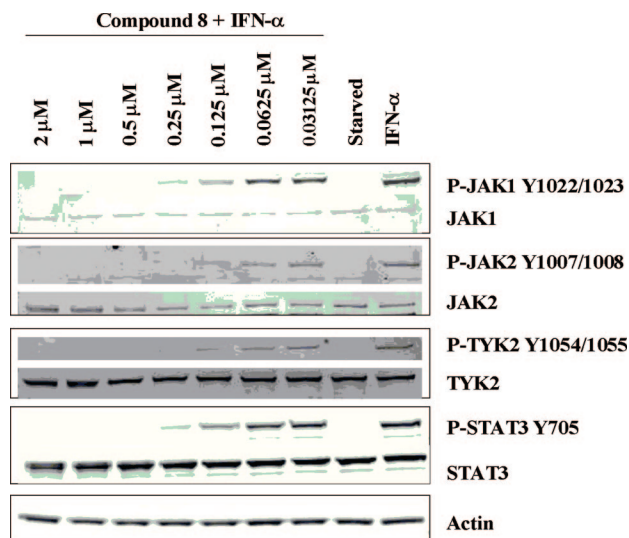 Compound 8 + IFN-α
2 μM
1 μM
0.5 μM
0.25 μM
0.125 μM
0.0625 μM
0.03125 μM
Starved
IFN-α
P-JAK1 Y1022/1023
JAK1
P-JAK2 Y1007/1008
JAK2
P-TYK2 Y1054/1055
TYK2
P-STAT3 Y705
STAT3
Actin